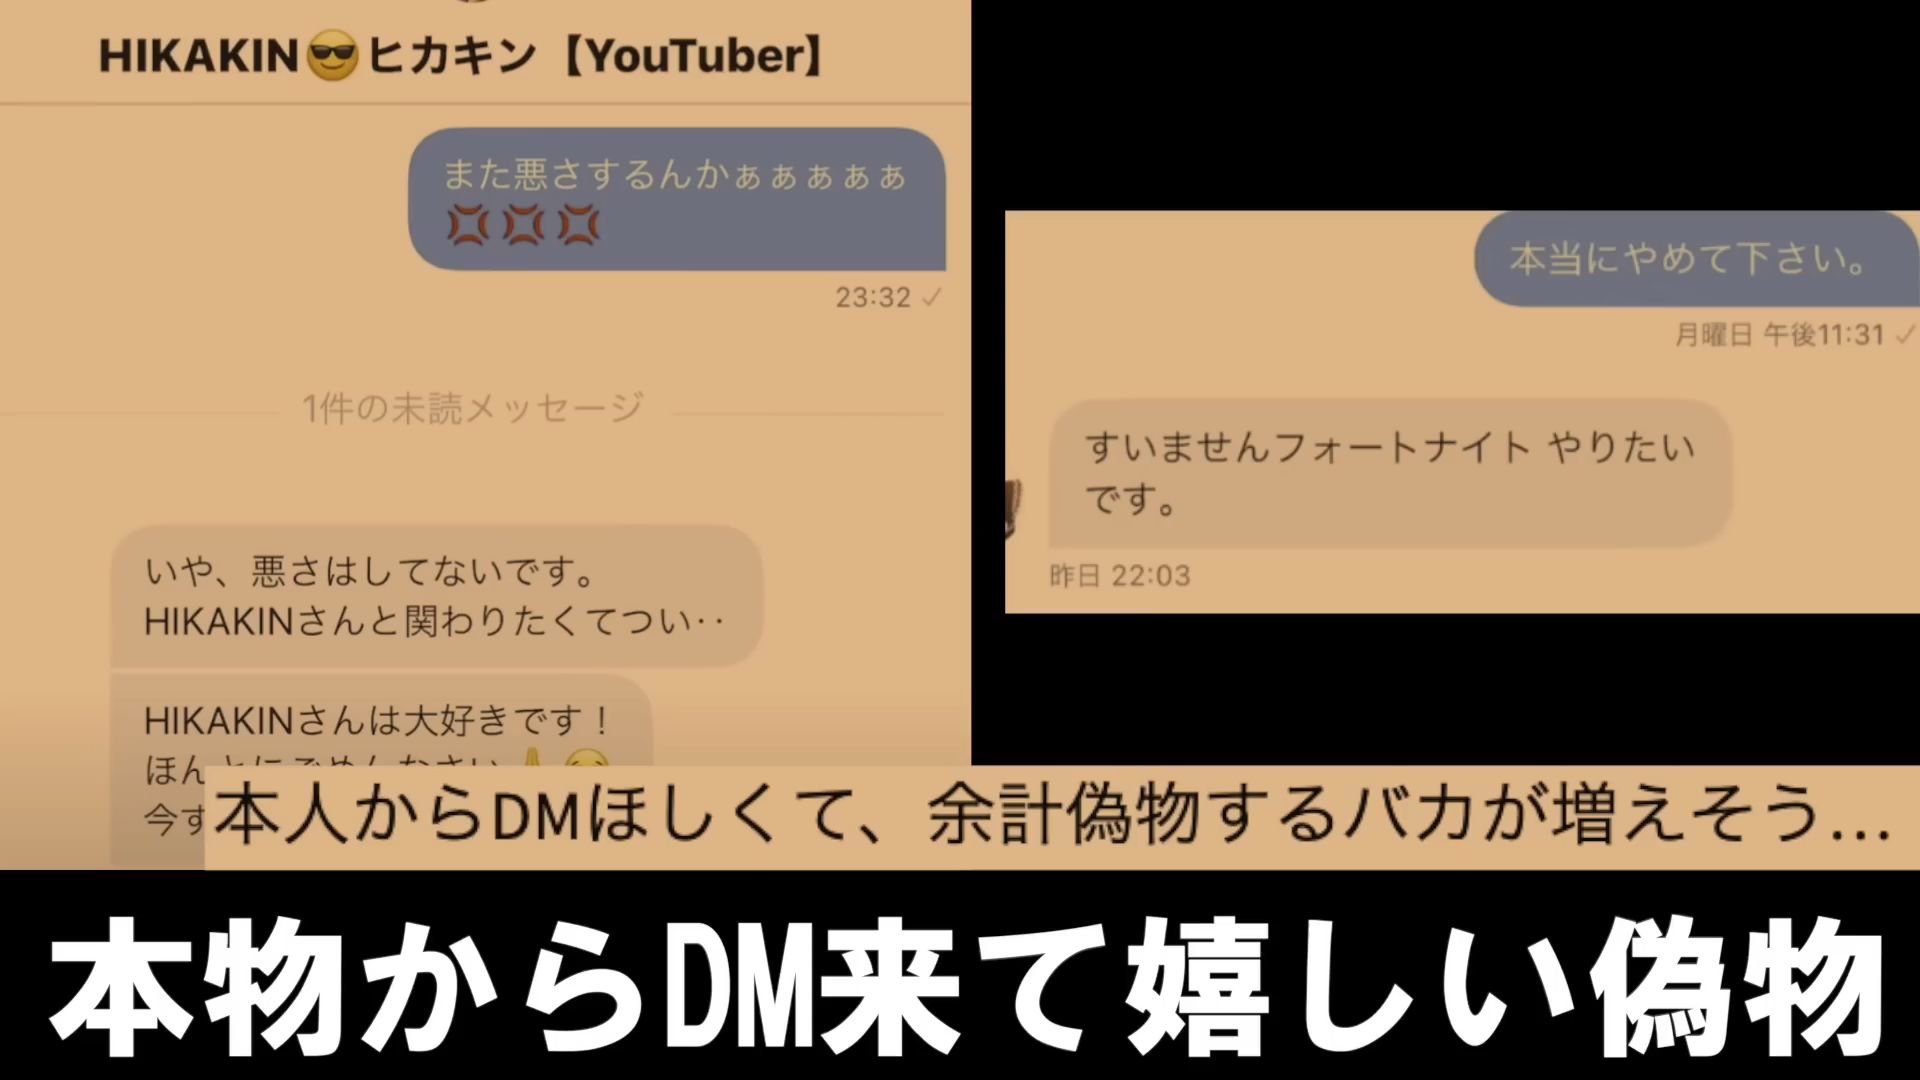 HIKAKIN😎ヒカキン【YouTuber】
また悪さするんかぁぁぁぁぁ
💢💢💢
23:32 ✓
1件の未読メッセージ
いや、悪さはしてないです。
HIKAKINさんと関わりたくてつい‥
HIKAKINさんは大好きです！
ほん
今す
本当にやめて下さい。
月曜日 午後11:31 ✓
すいませんフォートナイト やりたい
です。
昨日 22:03
本人からDMほしくて、余計偽物するバカが増えそう…
本物からDM来て嬉しい偽物